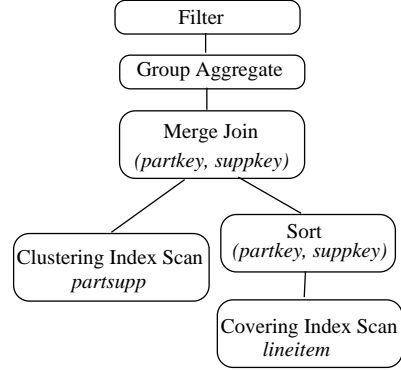 Filter
Group Aggregate
Merge Join
(partkey, suppkey)
Clustering Index Scan
partsupp
Sort
(partkey, suppkey)
Covering Index Scan
lineitem